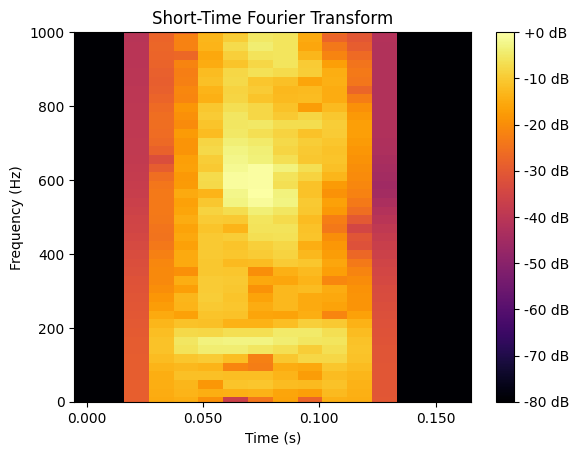 Short-Time Fourier Transform
1000
800
600
400
200
0
Frequency (Hz)
0.000
0.050
0.100
0.150
Time (s)
+0 dB
-10 dB
-20 dB
-30 dB
-40 dB
-50 dB
-60 dB
-70 dB
-80 dB